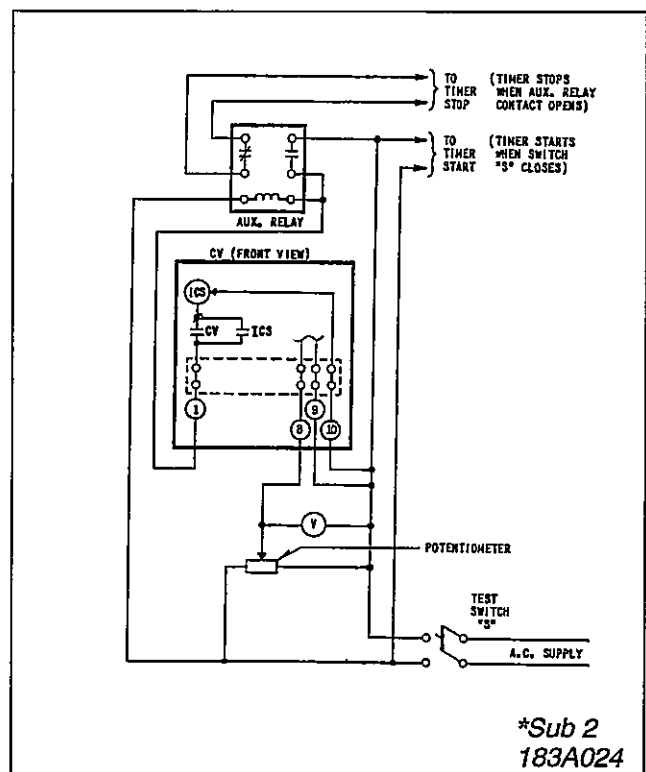 TO (TIMER STOPS
TIMER WHEN AUX. RELAY
STOP CONTACT OPENS)
TO (TIMER STARTS
TIMER WHEN SWITCH
START "S" CLOSES)
AUX. RELAY
CV (FRONT VIEW)
ICS
CV ICS
1
8
9
10
V
POTENTIOMETER
TEST
SWITCH
"S"
A.C. SUPPLY
*Sub 2
183A024